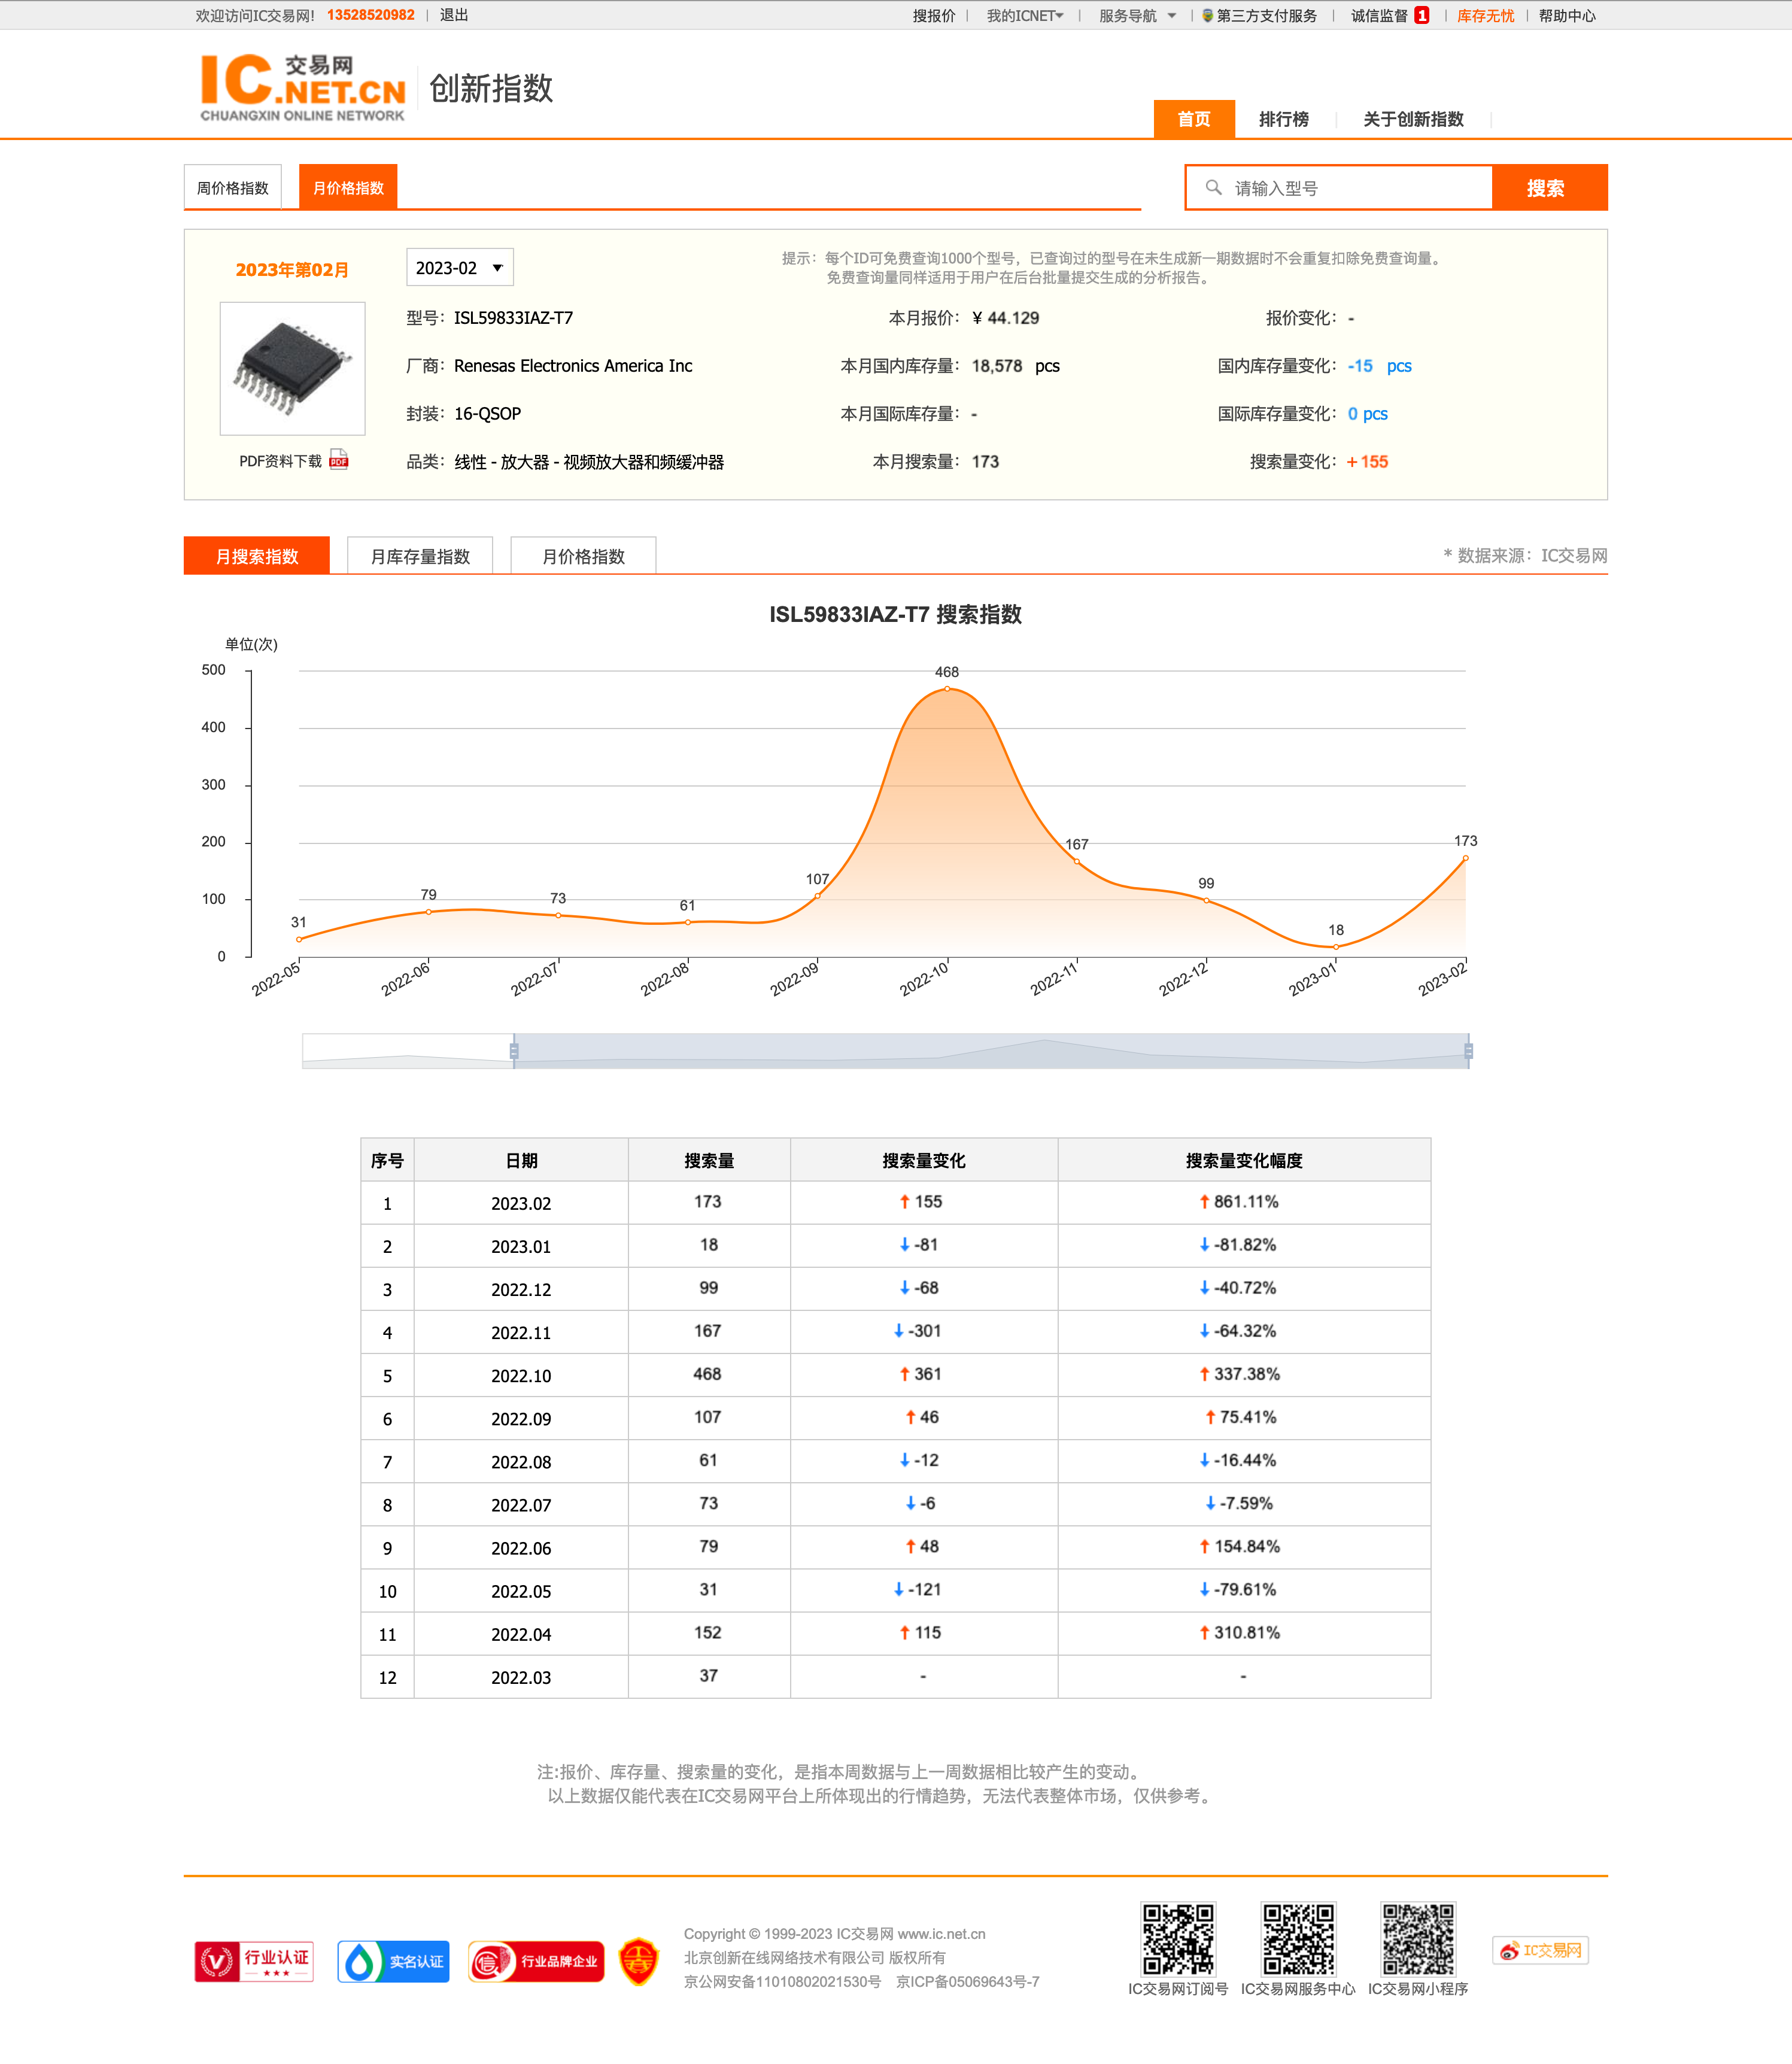 欢迎访问IC交易网! 13528520982 | 退出 搜报价 | 我的ICNET | 服务导航 | 第三方支付服务 | 诚信监督 1 | 库存无忧 | 帮助中心
IC 交易网 .NET.CN
CHUANGXIN ONLINE NETWORK
创新指数
首页 排行榜 关于创新指数
周价格指数 月价格指数 请输入型号 搜索
2023年第02月 2023-02
提示：每个ID可免费查询1000个型号，已查询过的型号在未生成新一期数据时不会重复扣除免费查询量。
免费查询量同样适用于用户在后台批量提交生成的分析报告。
型号：ISL59833IAZ-T7 本月报价：¥ 44.129 报价变化：-
厂商：Renesas Electronics America Inc 本月国内库存量：18,578 pcs 国内库存量变化：-15 pcs
封装：16-QSOP 本月国际库存量：- 国际库存量变化：0 pcs
PDF资料下载 PDF 品类：线性 - 放大器 - 视频放大器和频缓冲器 本月搜索量：173 搜索量变化：+155
月搜索指数 月库存量指数 月价格指数 * 数据来源：IC交易网
ISL59833IAZ-T7 搜索指数
单位(次)
500
400
300
200
100
0
31 79 73 61 107 468 167 99 18 173
2022-05 2022-06 2022-07 2022-08 2022-09 2022-10 2022-11 2022-12 2023-01 2023-02
序号 日期 搜索量 搜索量变化 搜索量变化幅度
1 2023.02 173 ↑ 155 ↑ 861.11%
2 2023.01 18 ↓ -81 ↓ -81.82%
3 2022.12 99 ↓ -68 ↓ -40.72%
4 2022.11 167 ↓ -301 ↓ -64.32%
5 2022.10 468 ↑ 361 ↑ 337.38%
6 2022.09 107 ↑ 46 ↑ 75.41%
7 2022.08 61 ↓ -12 ↓ -16.44%
8 2022.07 73 ↓ -6 ↓ -7.59%
9 2022.06 79 ↑ 48 ↑ 154.84%
10 2022.05 31 ↓ -121 ↓ -79.61%
11 2022.04 152 ↑ 115 ↑ 310.81%
12 2022.03 37 - -
注:报价、库存量、搜索量的变化，是指本周数据与上一周数据相比较产生的变动。
以上数据仅能代表在IC交易网平台上所体现出的行情趋势，无法代表整体市场，仅供参考。
行业认证 实名认证 信 行业品牌企业
Copyright © 1999-2023 IC交易网 www.ic.net.cn
北京创新在线网络技术有限公司 版权所有
京公网安备11010802021530号 京ICP备05069643号-7
IC交易网订阅号 IC交易网服务中心 IC交易网小程序
IC交易网